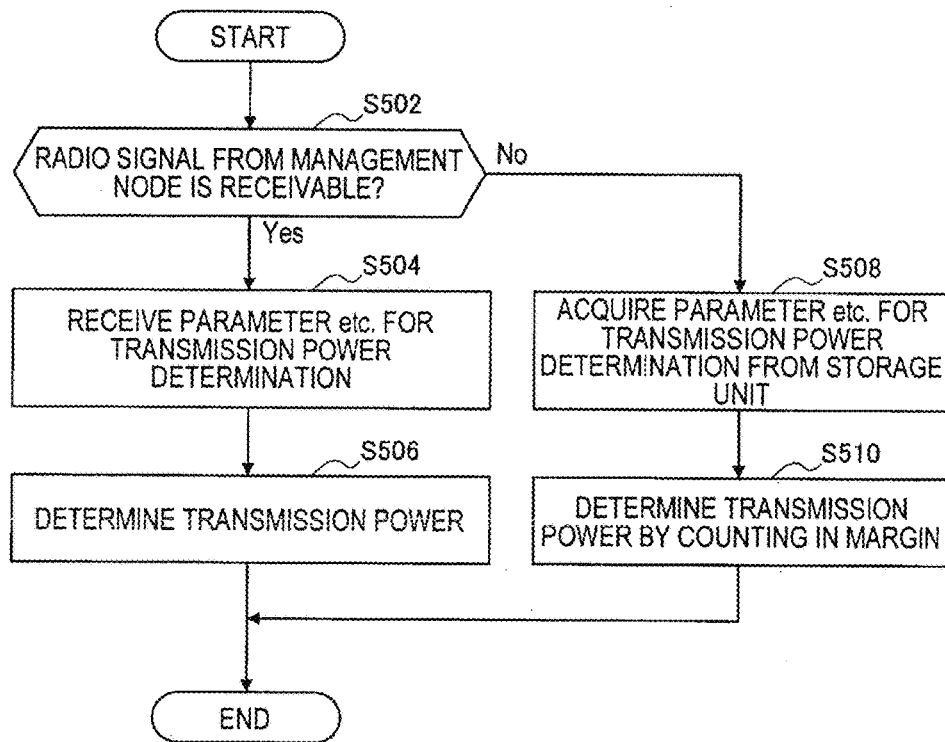 START
S502
RADIO SIGNAL FROM MANAGEMENT
NODE IS RECEIVABLE?
No
Yes
S504
RECEIVE PARAMETER etc. FOR
TRANSMISSION POWER
DETERMINATION
S508
ACQUIRE PARAMETER etc. FOR
TRANSMISSION POWER
DETERMINATION FROM STORAGE
UNIT
S506
DETERMINE TRANSMISSION POWER
S510
DETERMINE TRANSMISSION
POWER BY COUNTING IN MARGIN
END